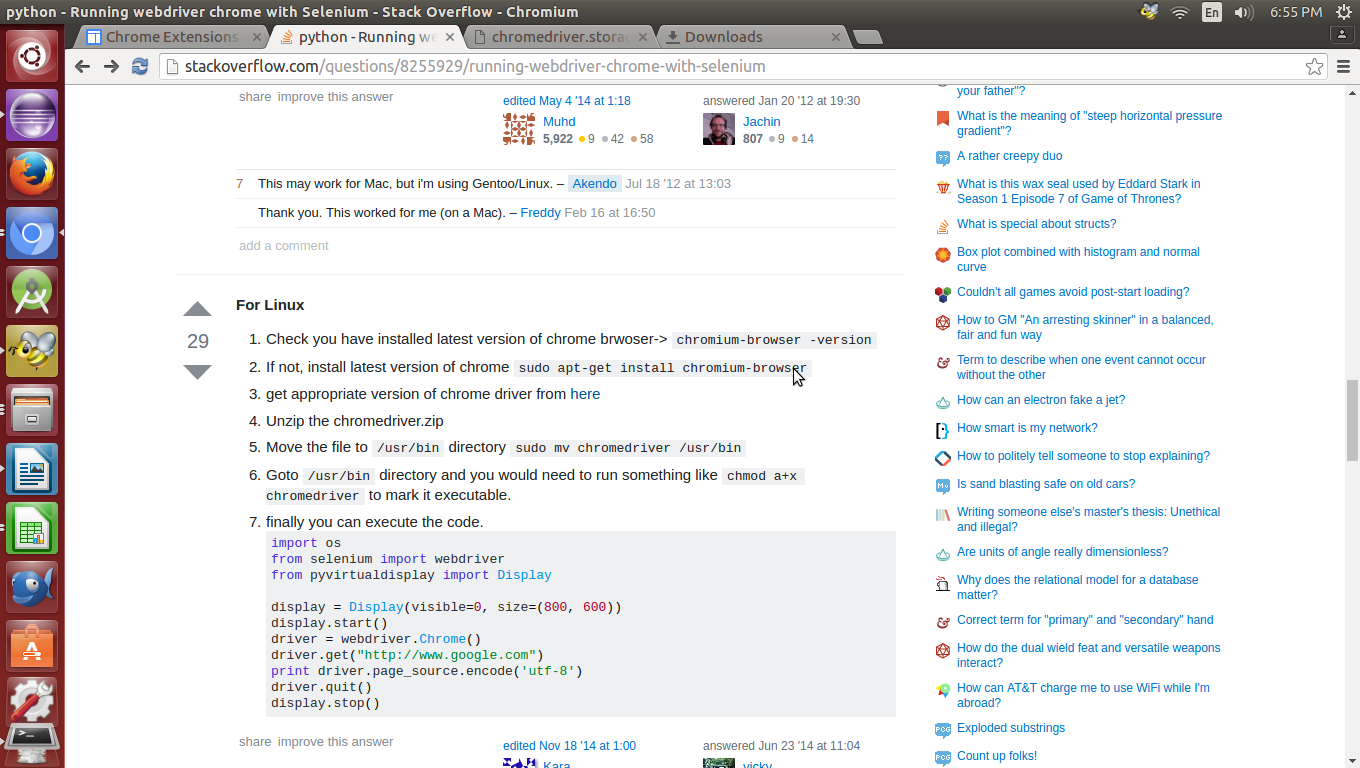 python - Running webdriver chrome with Selenium - Stack Overflow - Chromium
En
6:55 PM
Chrome Extensions
python - Running we
chromedriver.stora
Downloads
stackoverflow.com/questions/8255929/running-webdriver-chrome-with-selenium
share improve this answer
edited May 4 '14 at 1:18
Muhd
5,922 9 42 58
answered Jan 20 '12 at 19:30
Jachin
807 9 14
7 This may work for Mac, but i'm using Gentoo/Linux. – Akendo Jul 18 '12 at 13:03
Thank you. This worked for me (on a Mac). – Freddy Feb 16 at 16:50
add a comment
29
For Linux
1. Check you have installed latest version of chrome brwoser-> chromium-browser -version
2. If not, install latest version of chrome sudo apt-get install chromium-browser
3. get appropriate version of chrome driver from here
4. Unzip the chromedriver.zip
5. Move the file to /usr/bin directory sudo mv chromedriver /usr/bin
6. Goto /usr/bin directory and you would need to run something like chmod a+x
chromedriver to mark it executable.
7. finally you can execute the code.
import os
from selenium import webdriver
from pyvirtualdisplay import Display
display = Display(visible=0, size=(800, 600))
display.start()
driver = webdriver.Chrome()
driver.get("http://www.google.com")
print driver.page_source.encode('utf-8')
driver.quit()
display.stop()
share improve this answer
edited Nov 18 '14 at 1:00
Kara
answered Jun 23 '14 at 11:04
vicky
your father"?
What is the meaning of "steep horizontal pressure
gradient"?
A rather creepy duo
What is this wax seal used by Eddard Stark in
Season 1 Episode 7 of Game of Thrones?
What is special about structs?
Box plot combined with histogram and normal
curve
Couldn't all games avoid post-start loading?
How to GM "An arresting skinner" in a balanced,
fair and fun way
Term to describe when one event cannot occur
without the other
How can an electron fake a jet?
How smart is my network?
How to politely tell someone to stop explaining?
Is sand blasting safe on old cars?
Writing someone else's master's thesis: Unethical
and illegal?
Are units of angle really dimensionless?
Why does the relational model for a database
matter?
Correct term for "primary" and "secondary" hand
How do the dual wield feat and versatile weapons
interact?
How can AT&T charge me to use WiFi while I'm
abroad?
Exploded substrings
Count up folks!